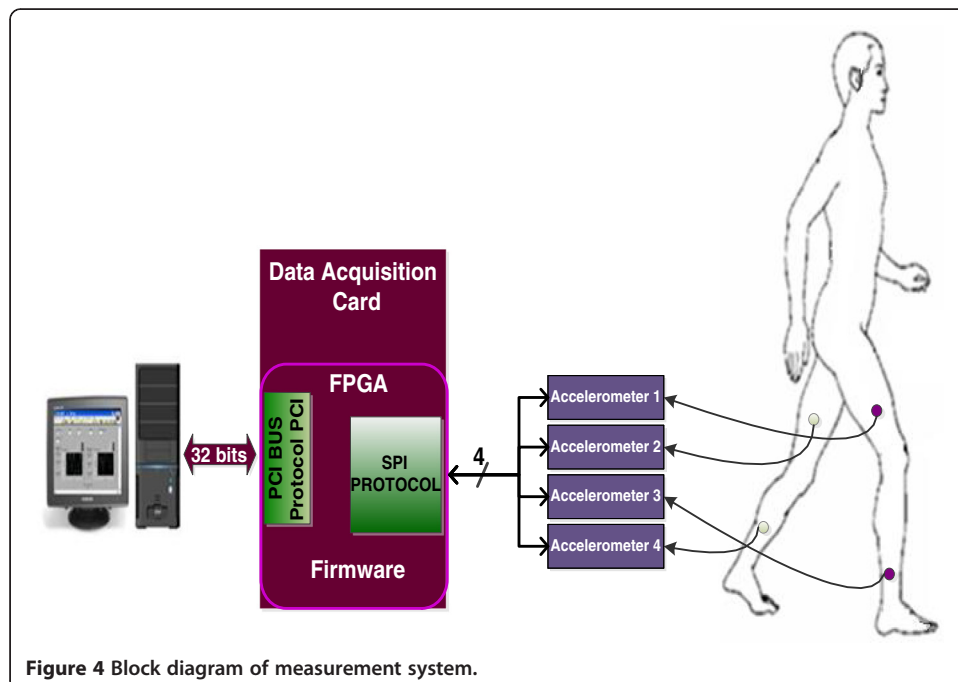 Data Acquisition
Card
FPGA
32 bits
PCI BUS
Protocol PCI
SPI
PROTOCOL
Firmware
4
Accelerometer 1
Accelerometer 2
Accelerometer 3
Accelerometer 4
Figure 4 Block diagram of measurement system.